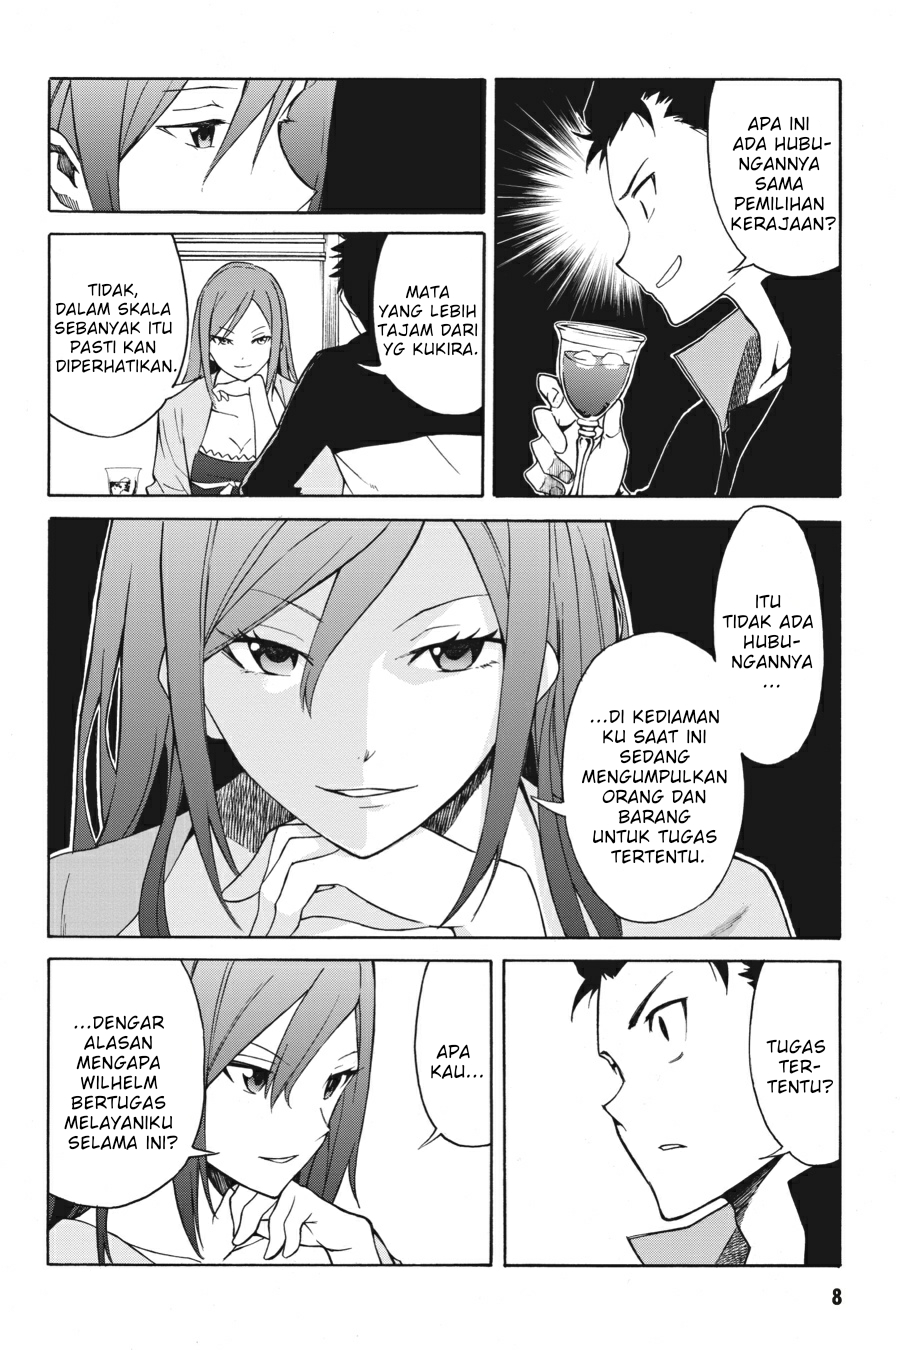 APA INI
ADA HUBU-
NGANNYA
SAMA
PEMILIHAN
KERAJAAN?
MATA
YANG LEBIH
TAJAM DARI
YG KUKIRA.
TIDAK,
DALAM SKALA
SEBANYAK ITU
PASTI KAN
DIPERHATIKAN.
ITU
TIDAK ADA
HUBU-
NGANNYA
...
...DI KEDIAMAN
KU SAAT INI
SEDANG
MENGUMPULKAN
ORANG DAN
BARANG
UNTUK TUGAS
TERTENTU.
TUGAS
TER-
TENTU?
APA
KAU...
...DENGAR
ALASAN
MENGAPA
WILHELM
BERTUGAS
MELAYANIKU
SELAMA INI?
8